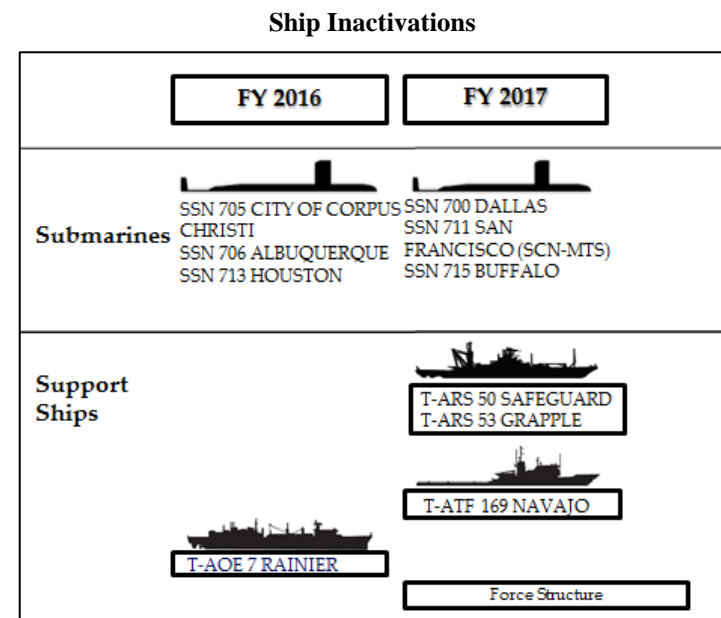 Ship Inactivations
FY 2016
FY 2017
Submarines
SSN 705 CITY OF CORPUS
CHRISTI
SSN 706 ALBUQUERQUE
SSN 713 HOUSTON
SSN 700 DALLAS
SSN 711 SAN
FRANCISCO (SCN-MTS)
SSN 715 BUFFALO
Support
Ships
T-ARS 50 SAFEGUARD
T-ARS 53 GRAPPLE
T-ATF 169 NAVAJO
T-AOE 7 RAINIER
Force Structure